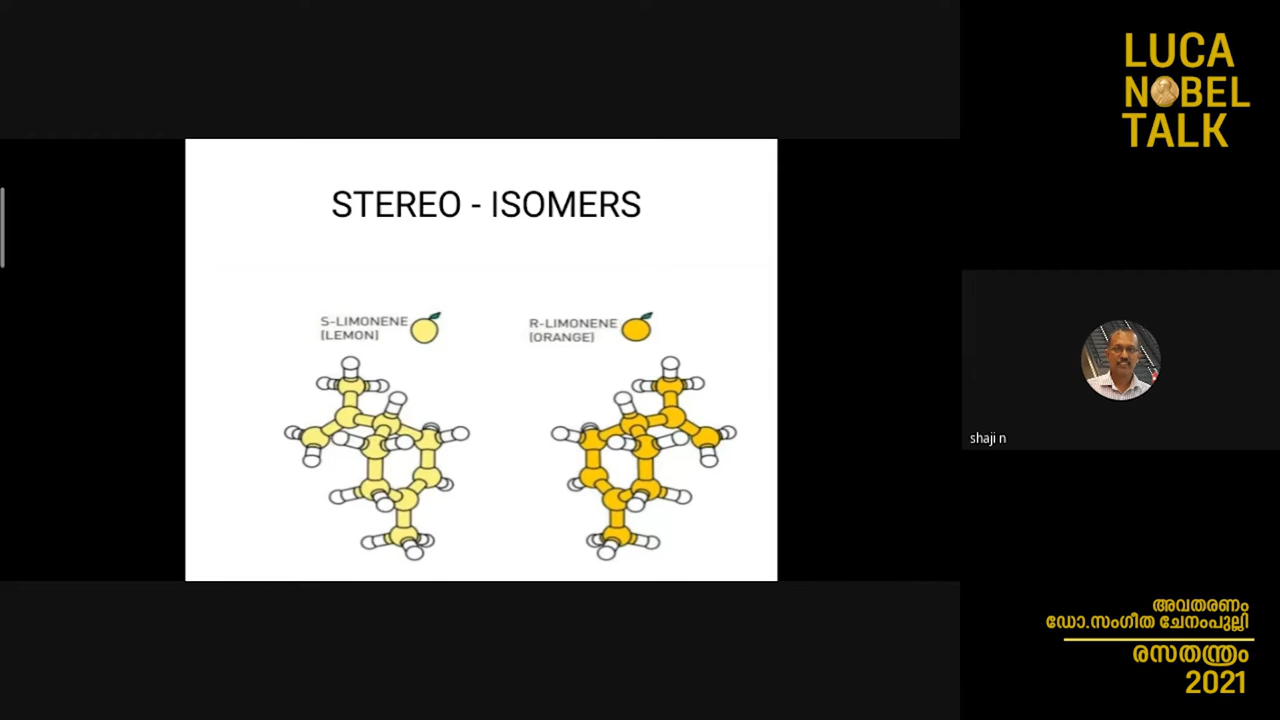 STEREO - ISOMERS
S-LIMONENE
(LEMON)
R-LIMONENE
(ORANGE)
LUCA
NOBEL
TALK
shaji n
അവതരണം
ഡോ.സംഗീത ചേനംപുല്ലി
രസതന്ത്രം
2021